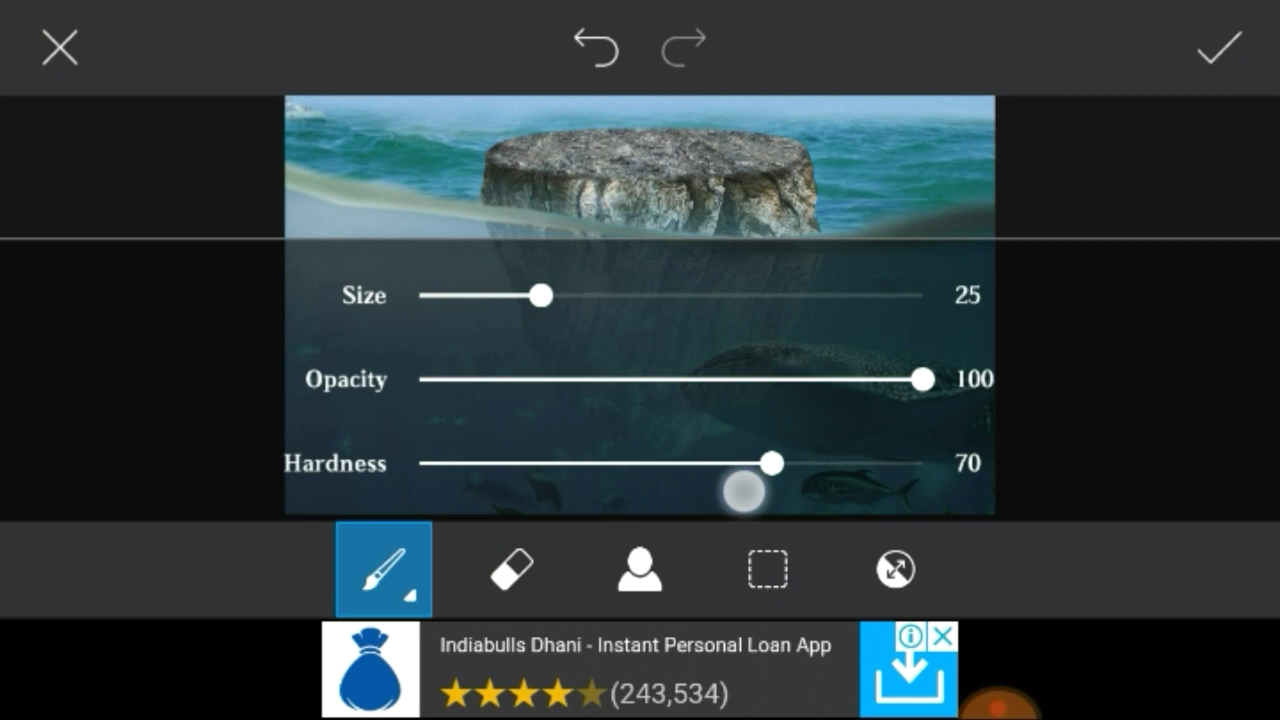 Size 25
Opacity 100
Hardness 70
Indiabulls Dhani - Instant Personal Loan App
(243,534)